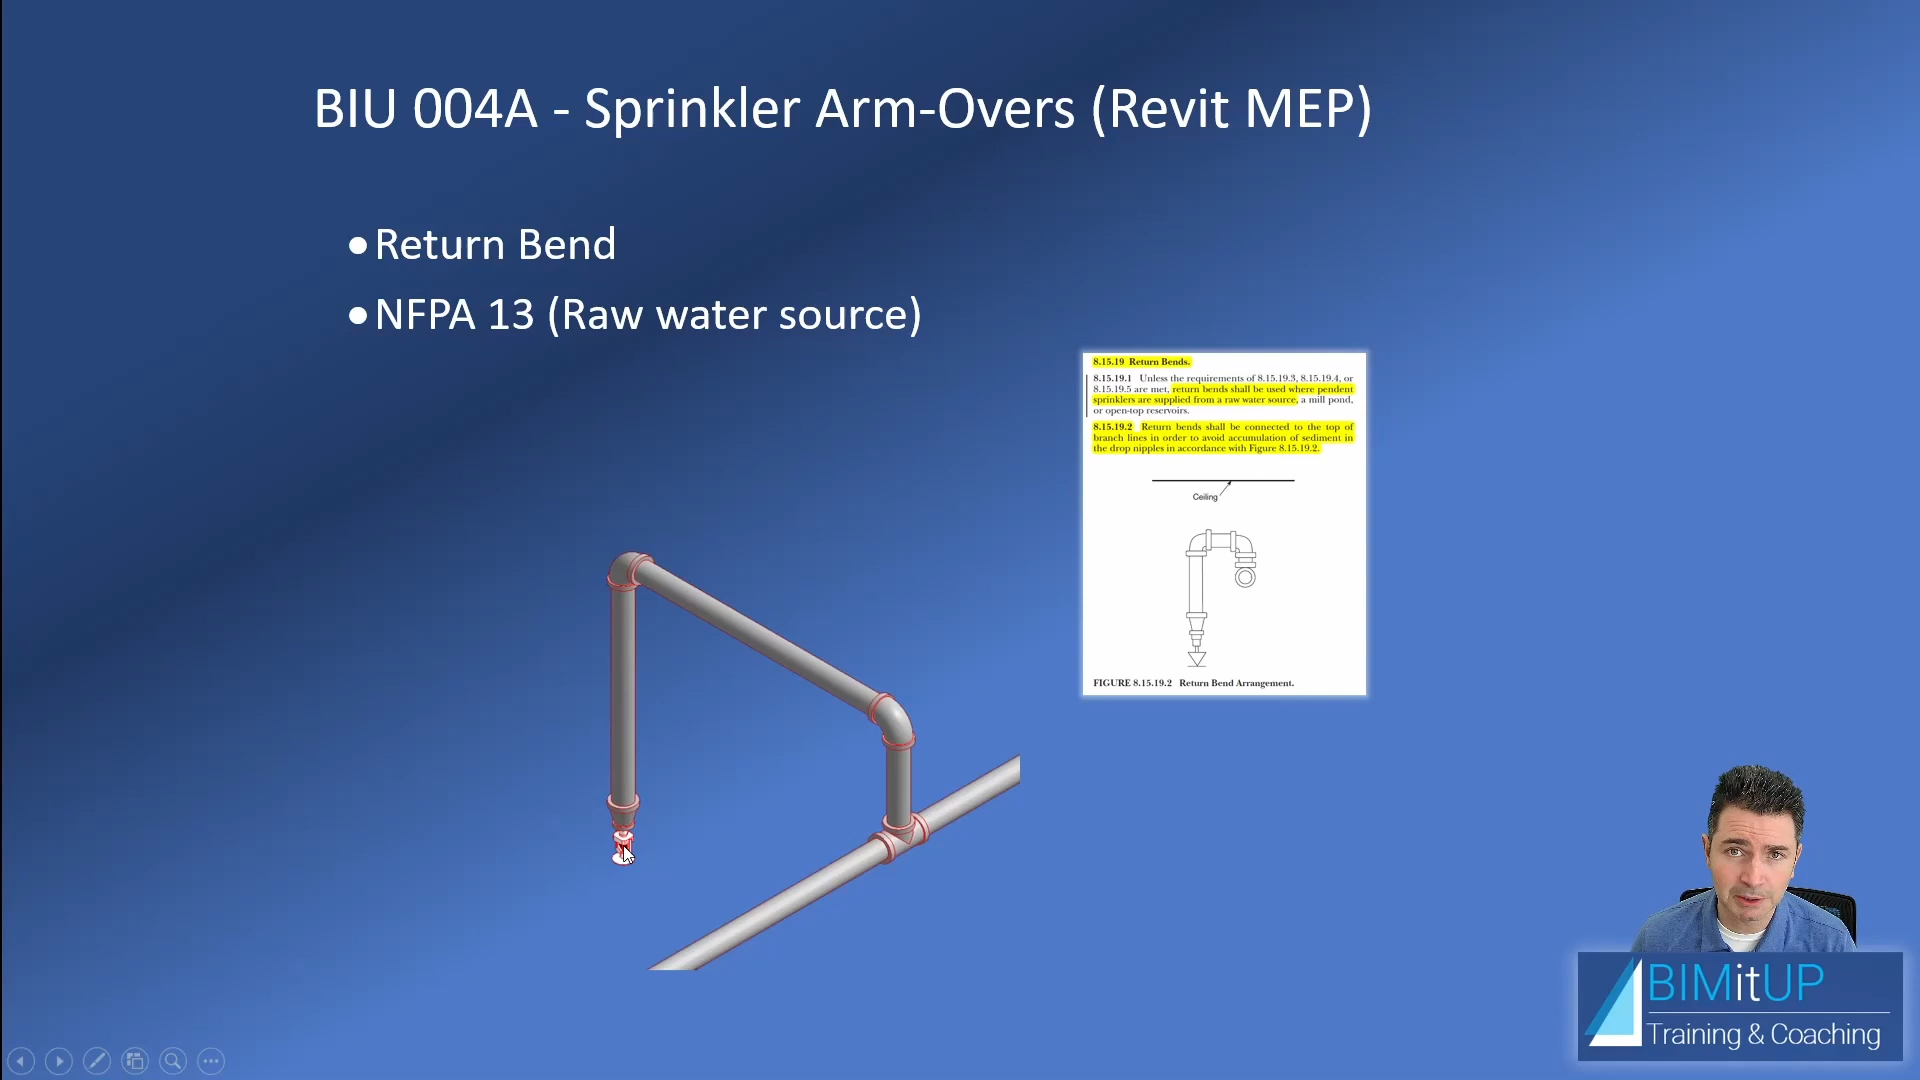 BIU 004A - Sprinkler Arm-Overs (Revit MEP)
•Return Bend
•NFPA 13 (Raw water source)
8.15.19 Return Bends.
8.15.19.1 Unless the requirements of 8.15.19.3, 8.15.19.4, or
8.15.19.5 are met, return bends shall be used where pendent
sprinklers are supplied from a raw water source, a mill pond,
or open-top reservoirs.
8.15.19.2 Return bends shall be connected to the top of
branch lines in order to avoid accumulation of sediment in
the drop nipples in accordance with Figure 8.15.19.2.
Ceiling
FIGURE 8.15.19.2 Return Bend Arrangement.
BIMitUP
Training & Coaching